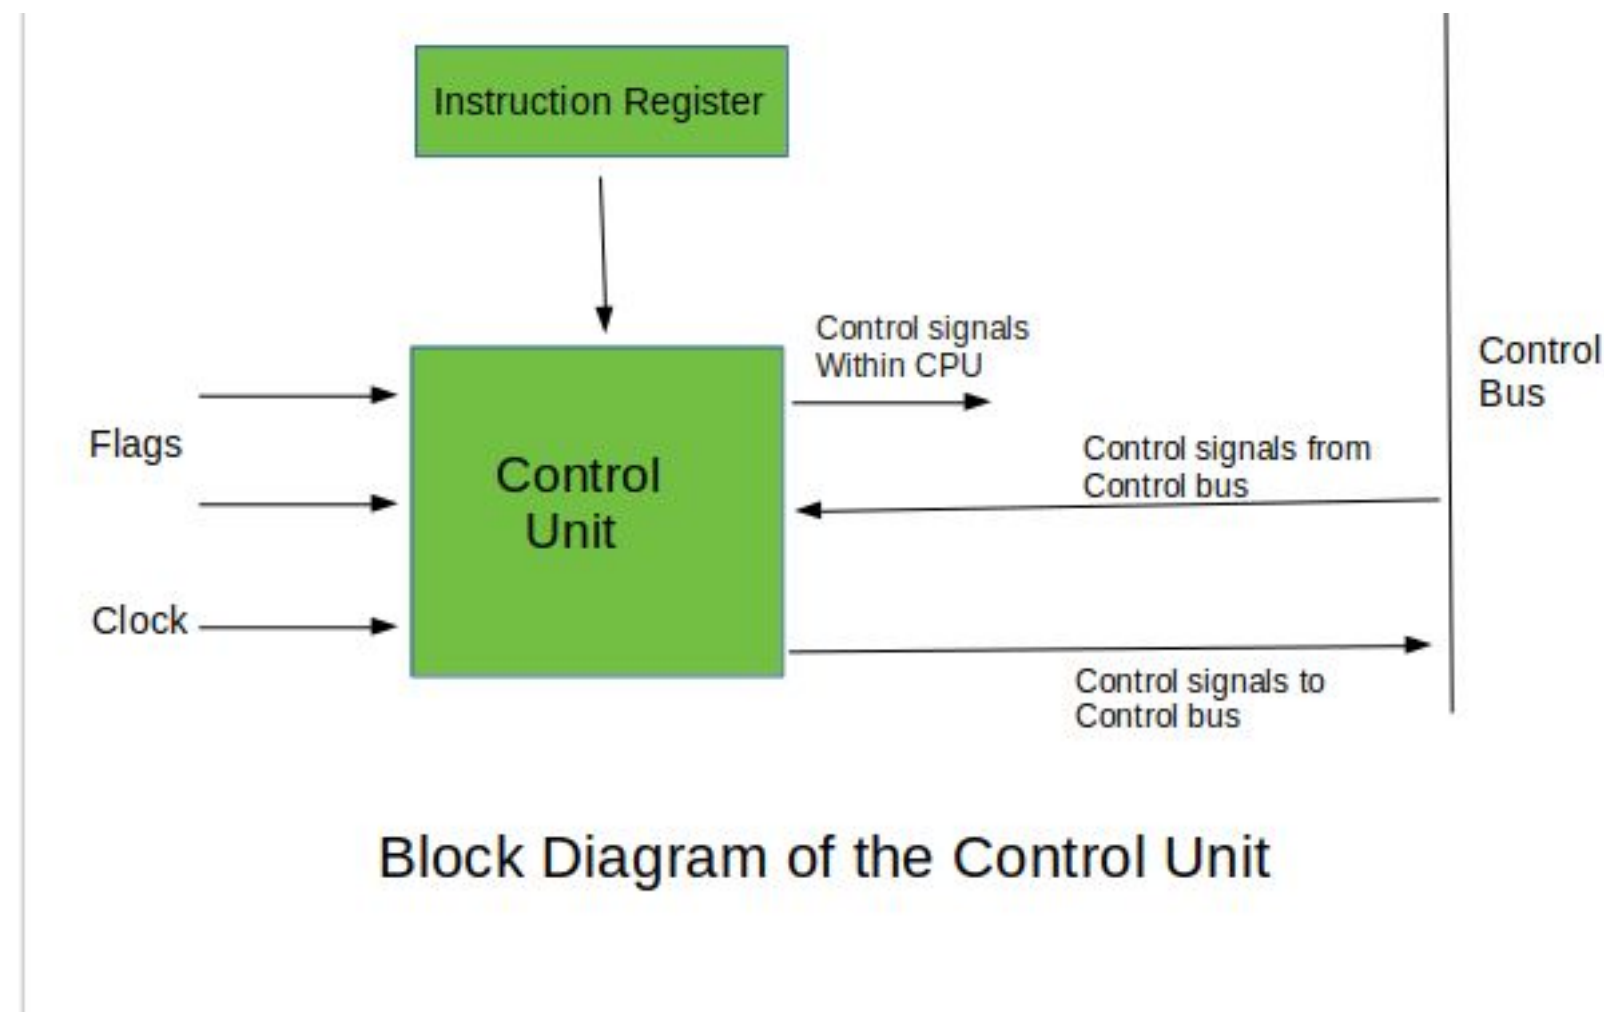 Instruction Register
Control signals
Within CPU
Control
Bus
Flags
Control
Unit
Control signals from
Control bus
Clock
Control signals to
Control bus
Block Diagram of the Control Unit